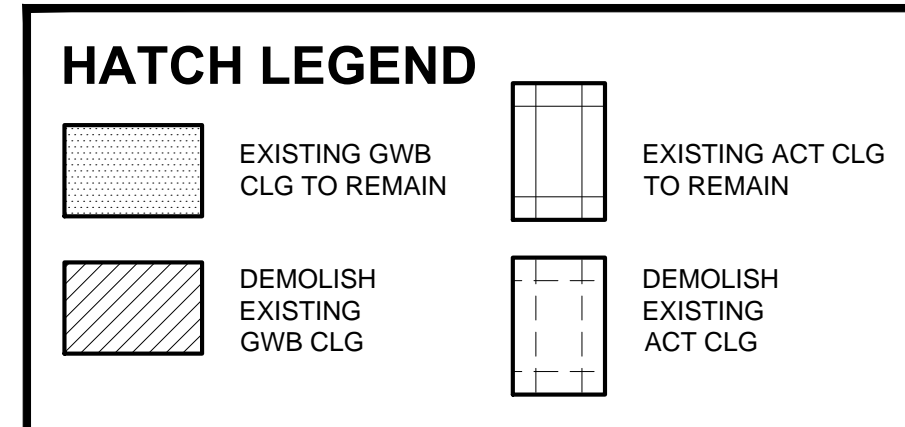 HATCH LEGEND
EXISTING GWB
CLG TO REMAIN
EXISTING ACT CLG
TO REMAIN
DEMOLISH
EXISTING
GWB CLG
DEMOLISH
EXISTING
ACT CLG